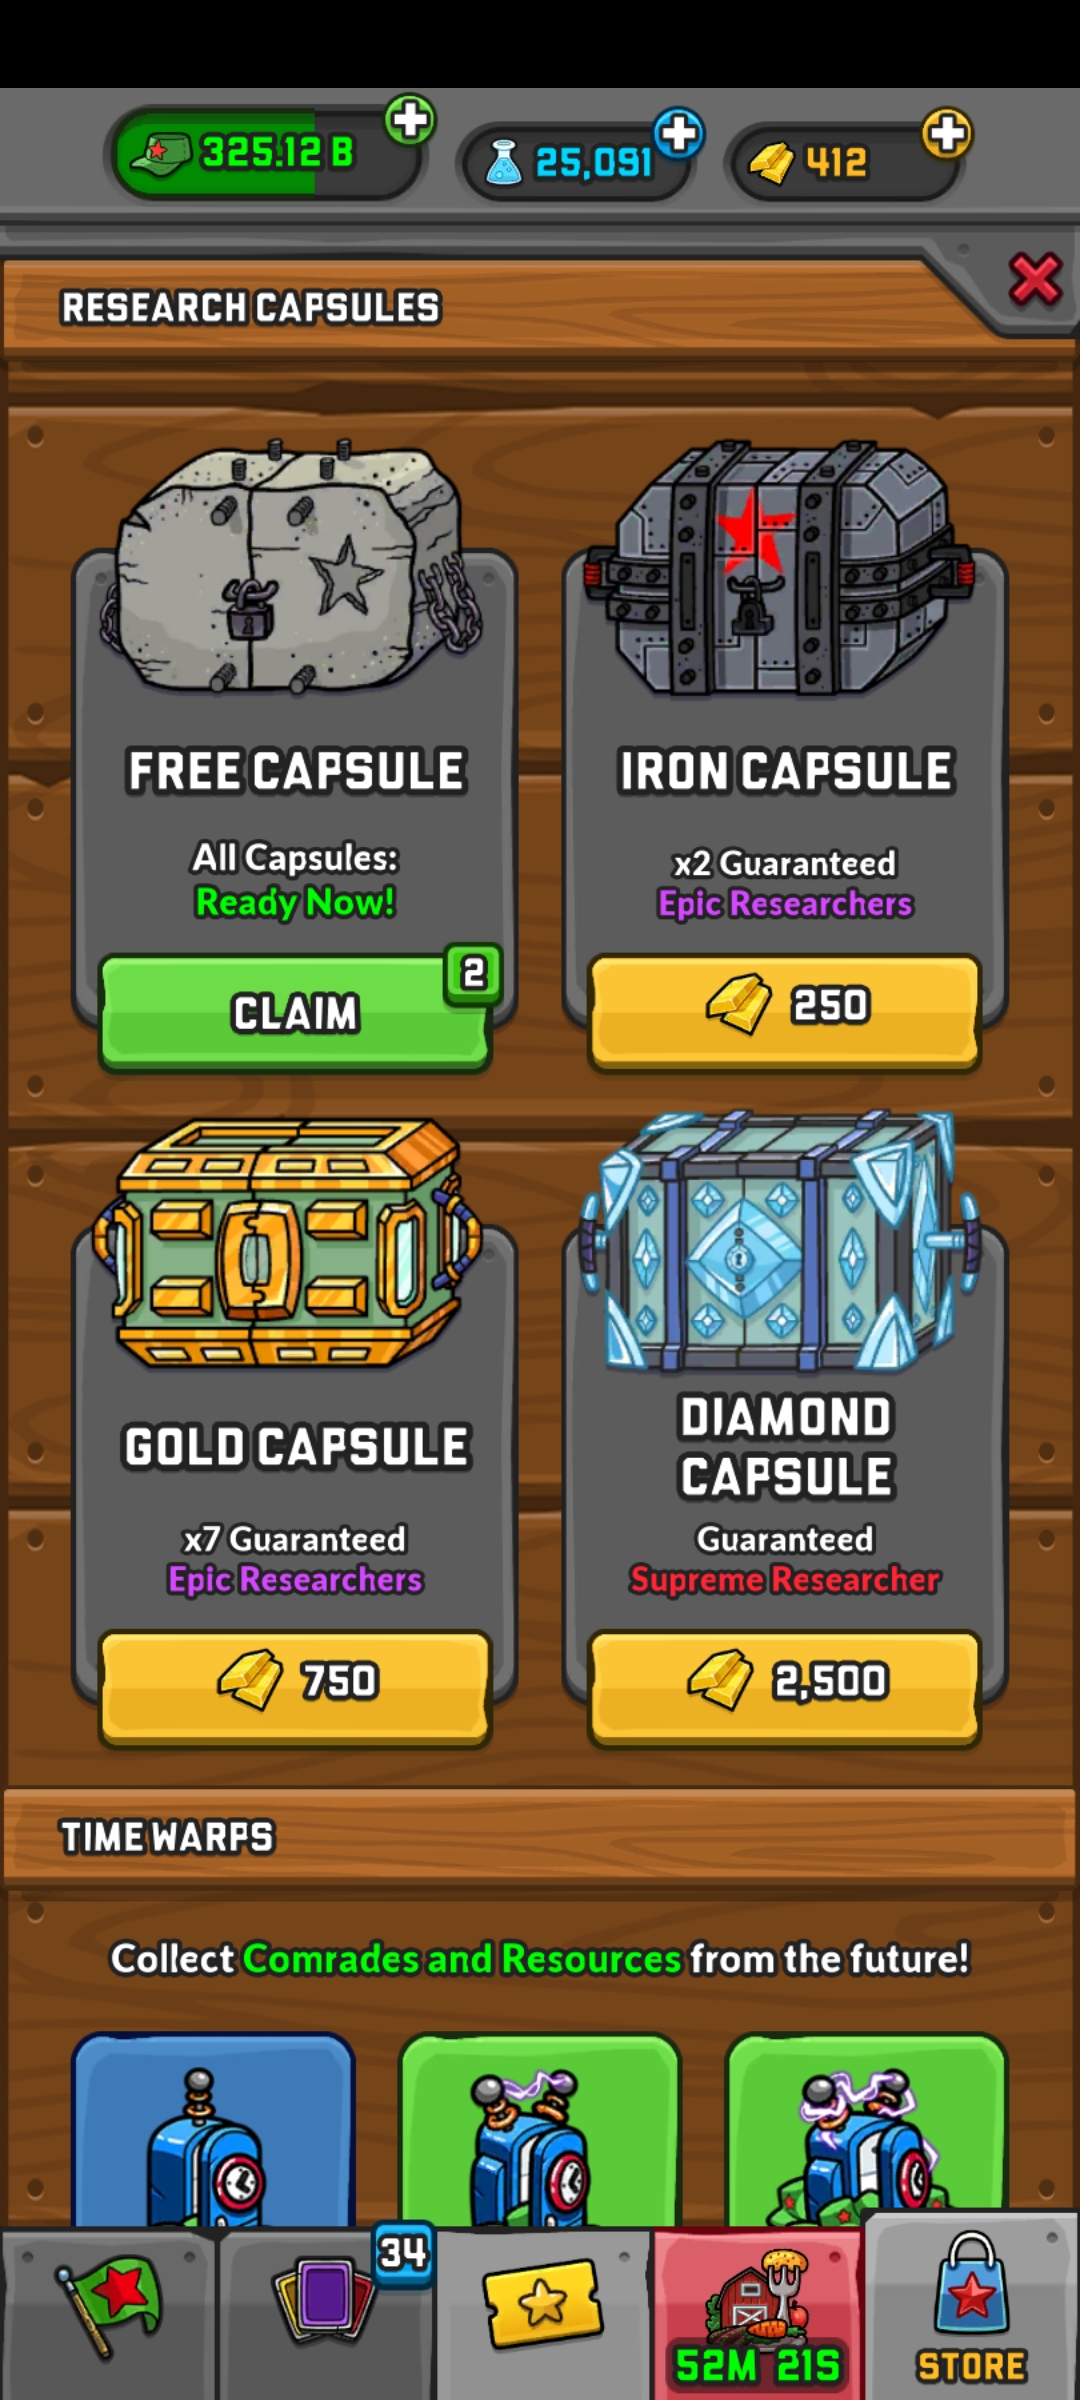 325.12 B
25,091
412
RESEARCH CAPSULES
FREE CAPSULE
All Capsules:
Ready Now!
2
CLAIM
IRON CAPSULE
x2 Guaranteed
Epic Researchers
250
GOLD CAPSULE
x7 Guaranteed
Epic Researchers
750
DIAMOND
CAPSULE
Guaranteed
Supreme Researcher
2,500
TIME WARPS
Collect Comrades and Resources from the future!
34
52M 21S
STORE